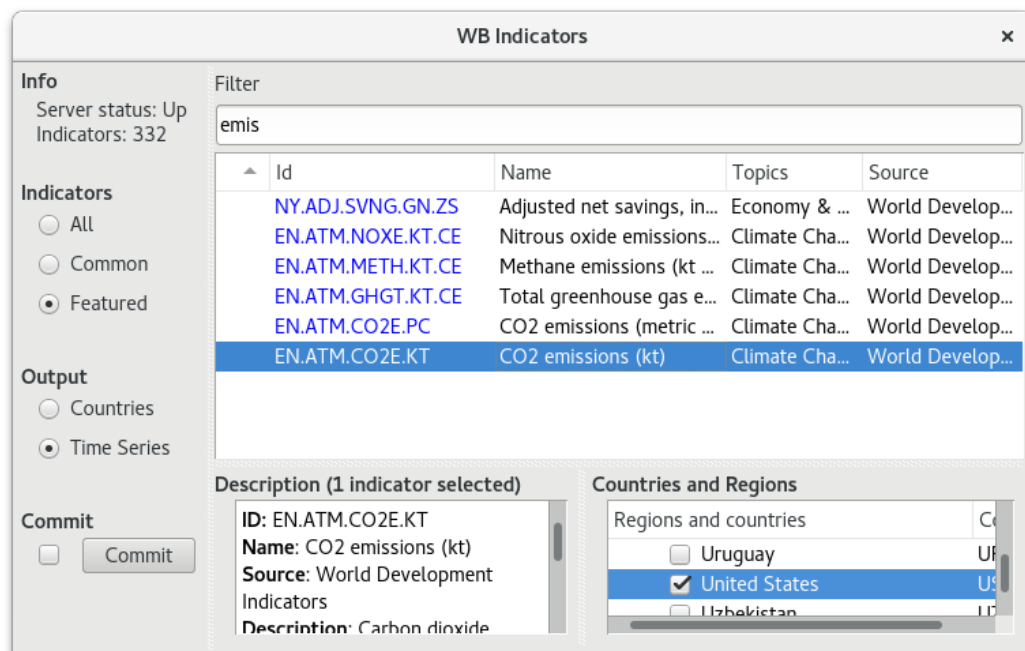 WB Indicators
Info
Server status: Up
Indicators: 332
Indicators
All
Common
Featured
Output
Countries
Time Series
Commit
Commit
Filter
emis
Id Name Topics Source
NY.ADJ.SVNG.GN.ZS Adjusted net savings, in... Economy & ... World Develop...
EN.ATM.NOXE.KT.CE Nitrous oxide emissions... Climate Cha... World Develop...
EN.ATM.METH.KT.CE Methane emissions (kt ... Climate Cha... World Develop...
EN.ATM.GHGT.KT.CE Total greenhouse gas e... Climate Cha... World Develop...
EN.ATM.CO2E.PC CO2 emissions (metric ... Climate Cha... World Develop...
EN.ATM.CO2E.KT CO2 emissions (kt) Climate Cha... World Develop...
Description (1 indicator selected)
ID: EN.ATM.CO2E.KT
Name: CO2 emissions (kt)
Source: World Development
Indicators
Description: Carbon dioxide
Countries and Regions
Regions and countries
Uruguay
United States
Uzbekistan